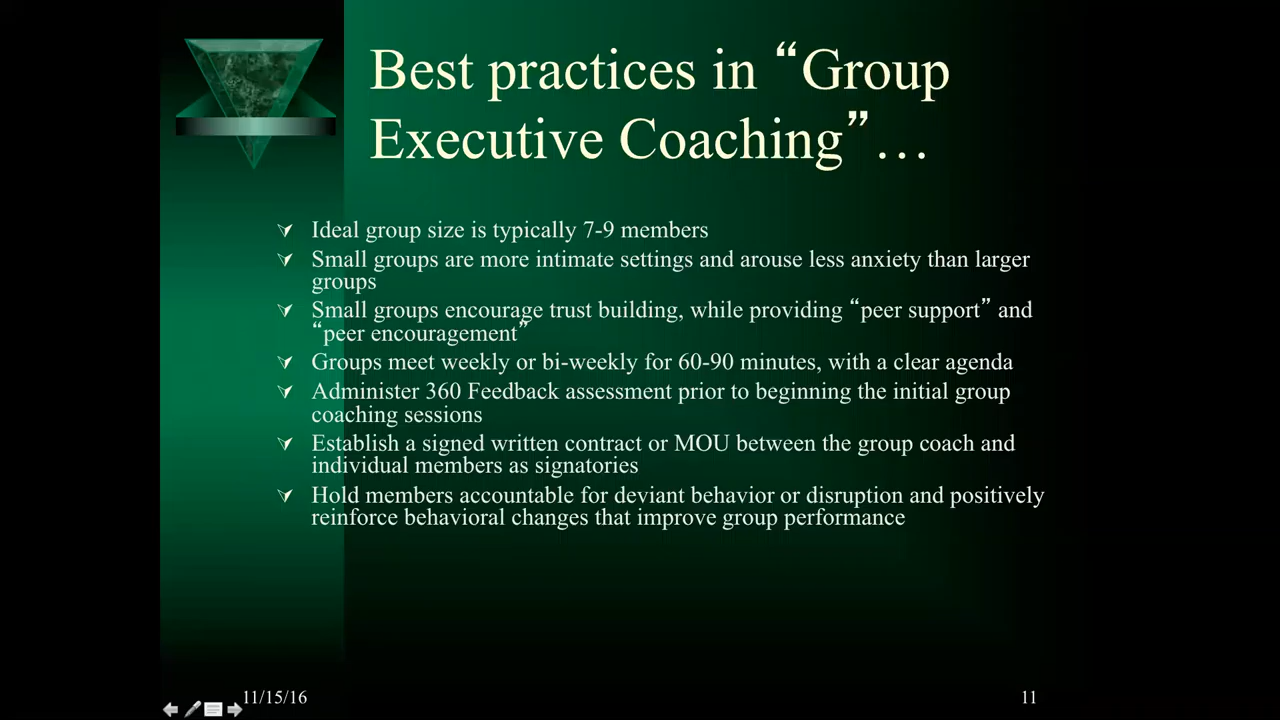 Best practices in “Group
Executive Coaching”…
Ideal group size is typically 7-9 members
Small groups are more intimate settings and arouse less anxiety than larger
groups
Small groups encourage trust building, while providing “peer support” and
“peer encouragement”
Groups meet weekly or bi-weekly for 60-90 minutes, with a clear agenda
Administer 360 Feedback assessment prior to beginning the initial group
coaching sessions
Establish a signed written contract or MOU between the group coach and
individual members as signatories
Hold members accountable for deviant behavior or disruption and positively
reinforce behavioral changes that improve group performance
11/15/16
11